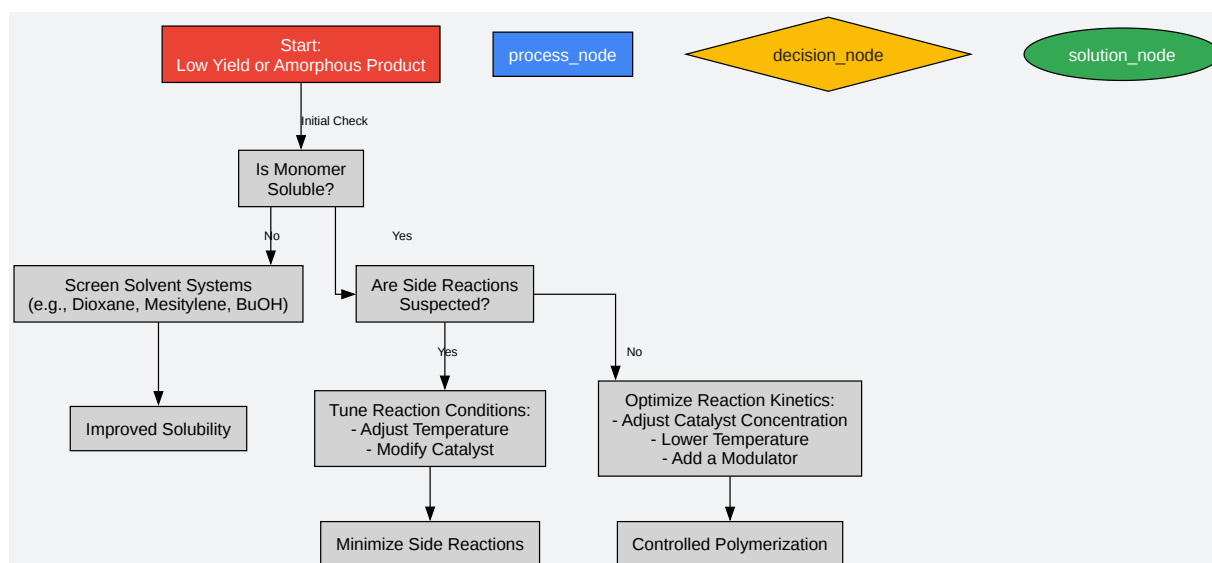 Start:
Low Yield or Amorphous Product
process_node
decision_node
solution_node
Initial Check
Is Monomer
Soluble?
No
Yes
Screen Solvent Systems
(e.g., Dioxane, Mesitylene, BuOH)
Are Side Reactions
Suspected?
Yes
No
Improved Solubility
Tune Reaction Conditions:
- Adjust Temperature
- Modify Catalyst
Optimize Reaction Kinetics:
- Adjust Catalyst Concentration
- Lower Temperature
- Add a Modulator
Minimize Side Reactions
Controlled Polymerization